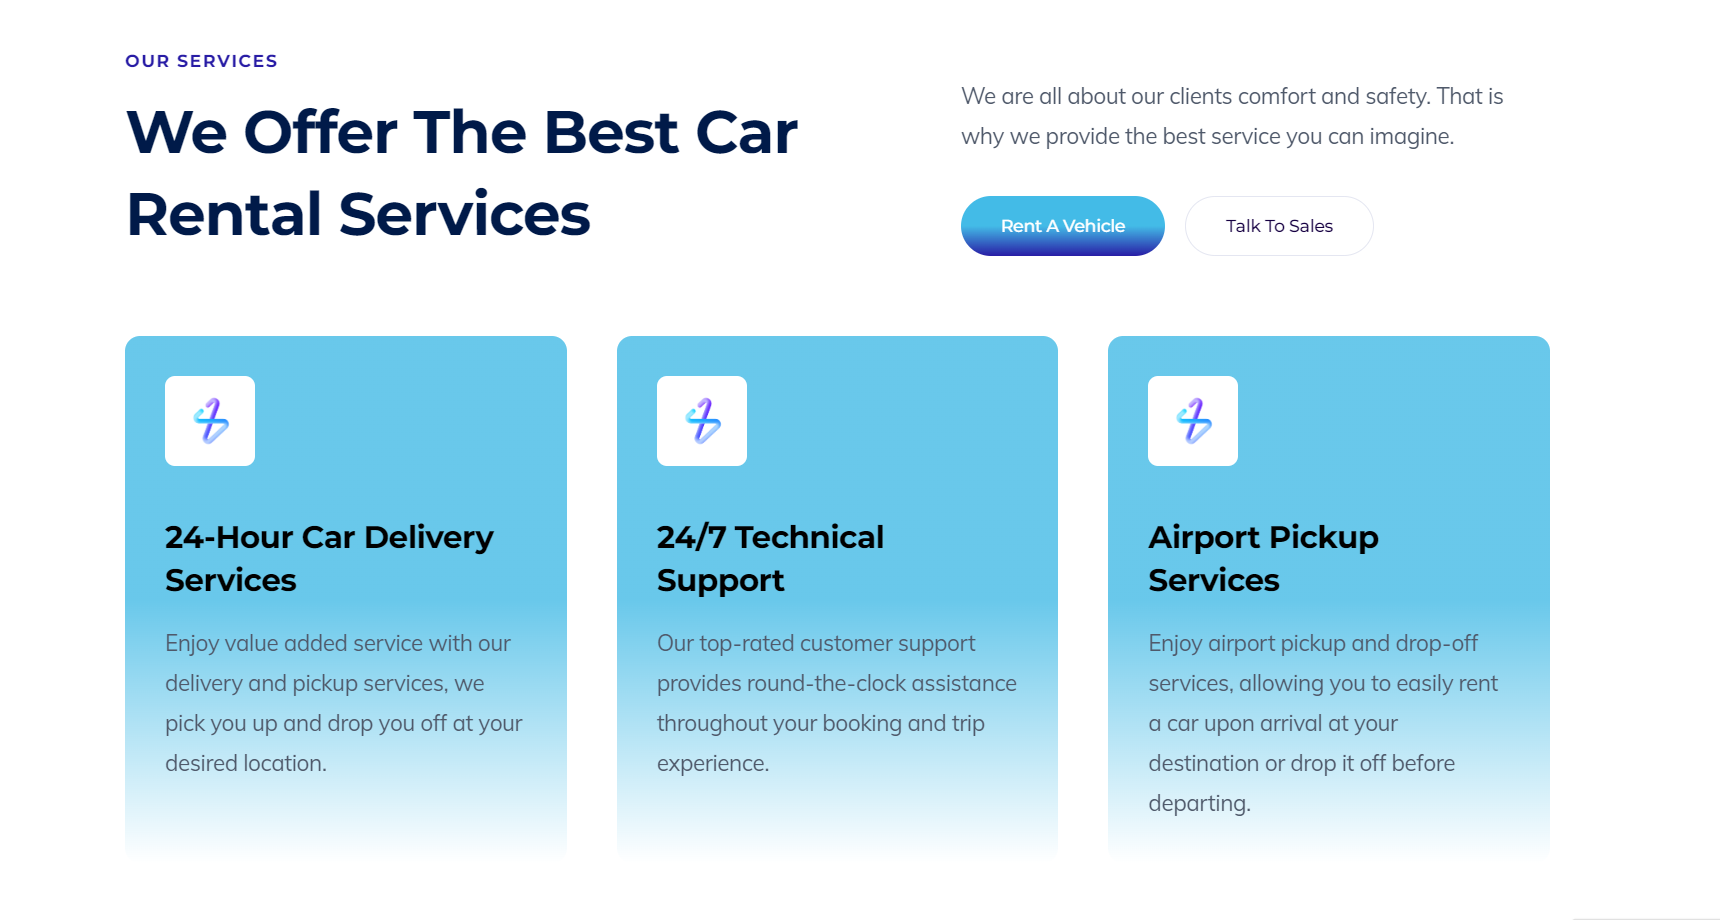 OUR SERVICES
We Offer The Best Car
Rental Services
We are all about our clients comfort and safety. That is
why we provide the best service you can imagine.
Rent A Vehicle
Talk To Sales
24-Hour Car Delivery
Services
Enjoy value added service with our
delivery and pickup services, we
pick you up and drop you off at your
desired location.
24/7 Technical
Support
Our top-rated customer support
provides round-the-clock assistance
throughout your booking and trip
experience.
Airport Pickup
Services
Enjoy airport pickup and drop-off
services, allowing you to easily rent
a car upon arrival at your
destination or drop it off before
departing.